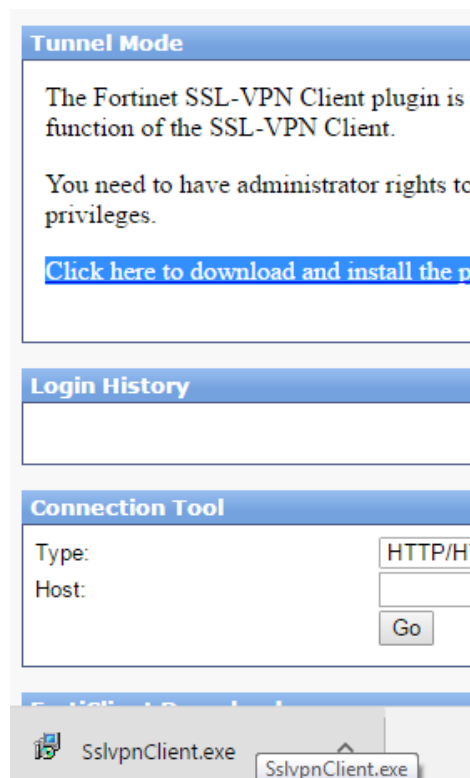 Tunnel Mode
The Fortinet SSL-VPN Client plugin is
function of the SSL-VPN Client.
You need to have administrator rights to
privileges.
Click here to download and install the p
Login History
Connection Tool
Type: HTTP/H
Host:
Go
SslvpnClient.exe
SslvpnClient.exe